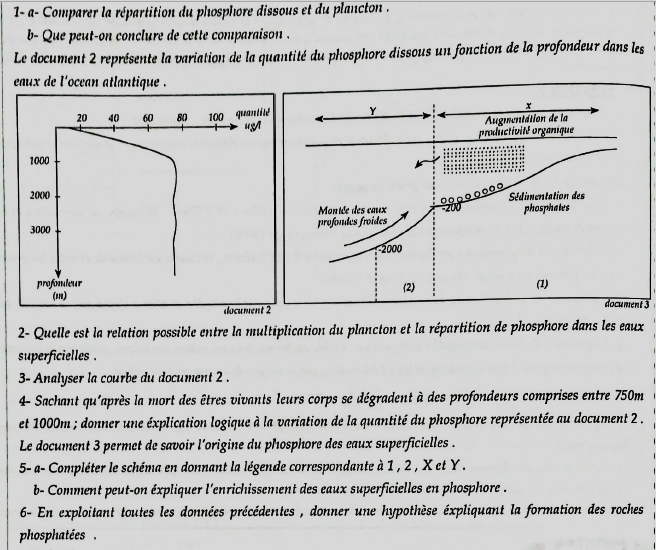 1- a- Comparer la répartition du phosphore dissous et du plancton .
b- Que peut-on conclure de cette comparaison .
Le document 2 représente la variation de la quantité du phosphore dissous un fonction de la profondeur dans les
eaux de l'ocean atlantique .
20 40 60 80 100
quantité
ug/l
1000
2000
3000
profondeur
(m)
document 2
Y
x
Augmentation de la
productivité organique
Montée des eaux
profondes froides
-200
Sédimentation des
phosphates
-2000
(2)
(1)
document 3
2- Quelle est la relation possible entre la multiplication du plancton et la répartition de phosphore dans les eaux
superficielles .
3- Analyser la courbe du document 2 .
4- Sachant qu'après la mort des êtres vivants leurs corps se dégradent à des profondeurs comprises entre 750m
et 1000m ; donner une éxplication logique à la variation de la quantité du phosphore représentée au document 2 .
Le document 3 permet de savoir l'origine du phosphore des eaux superficielles .
5- a- Compléter le schéma en donnant la légende correspondante à 1 , 2 , X et Y .
b- Comment peut-on éxpliquer l'enrichissement des eaux superficielles en phosphore .
6- En exploitant toutes les données précédentes , donner une hypothèse éxpliquant la formation des roches
phosphatées .